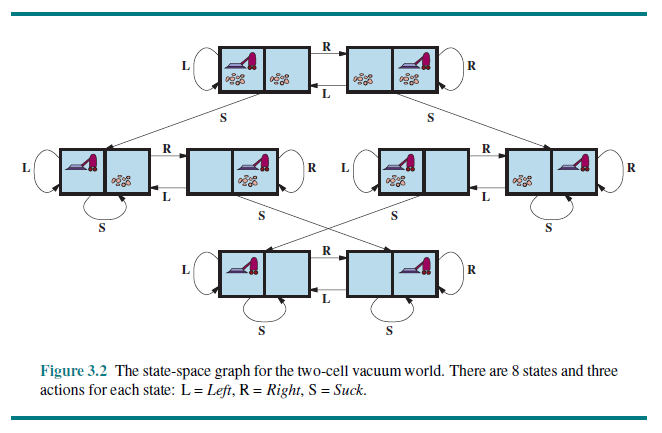 R
L R
L
S S
R R
L R L R
L L
S S S S
R
L R
L
S S
Figure 3.2 The state-space graph for the two-cell vacuum world. There are 8 states and three
actions for each state: L = Left, R = Right, S = Suck.